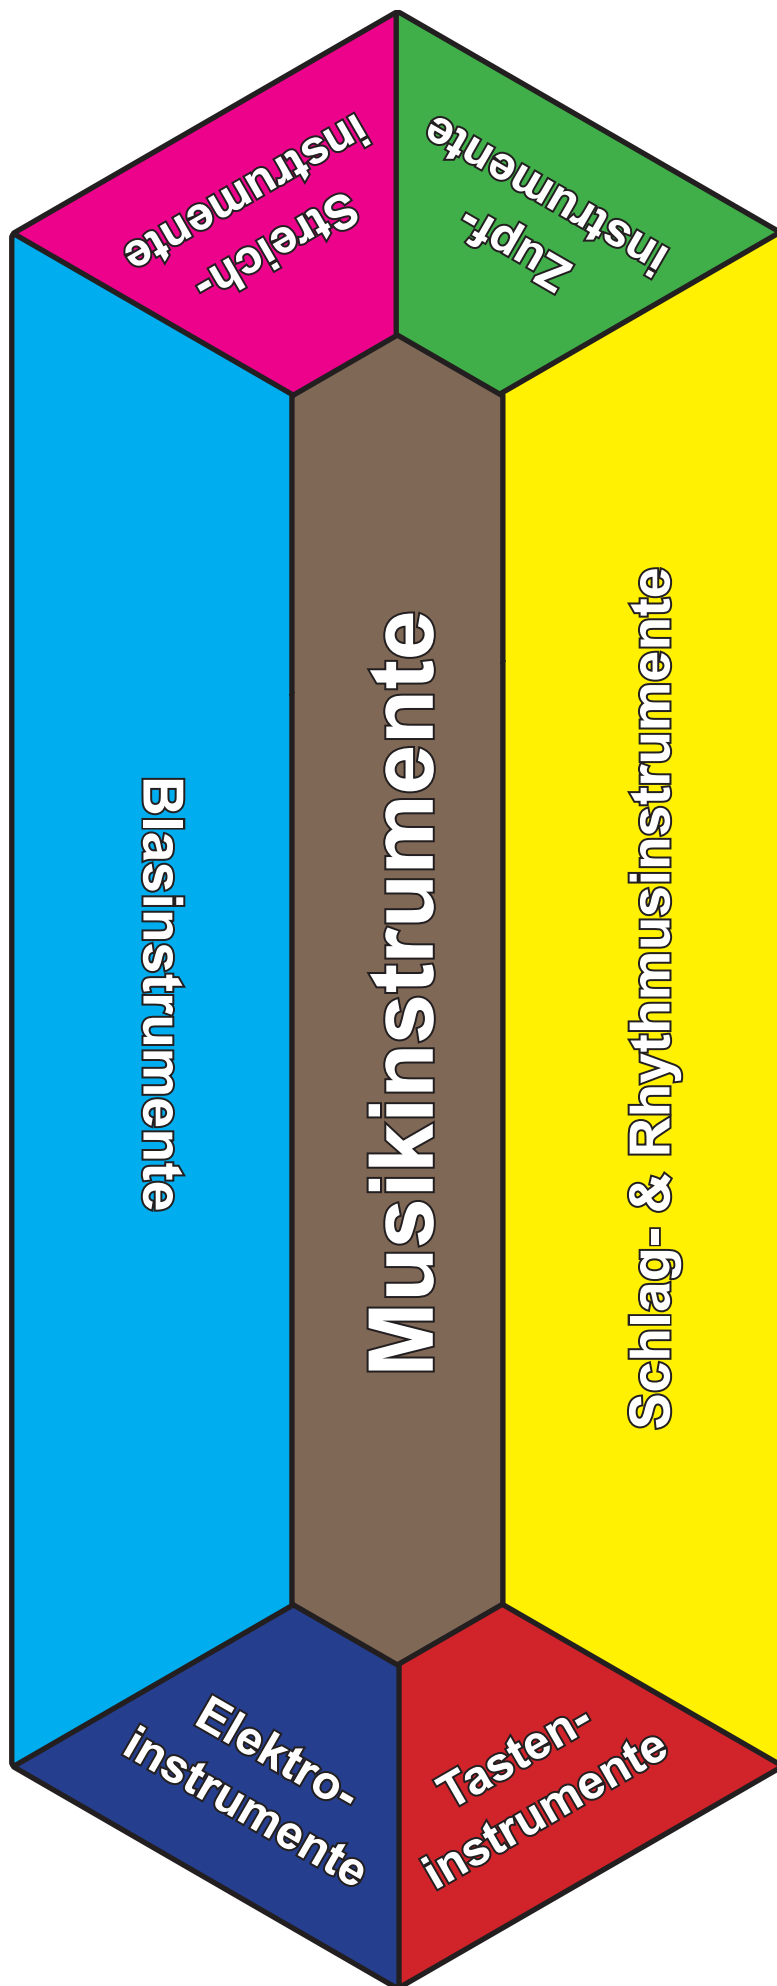 Streich-
instrumente
Zupf-
instrumente
Blasinstrumente
Musikinstrumente
Schlag- & Rhythmusinstrumente
Elektro-
instrumente
Tasten-
instrumente